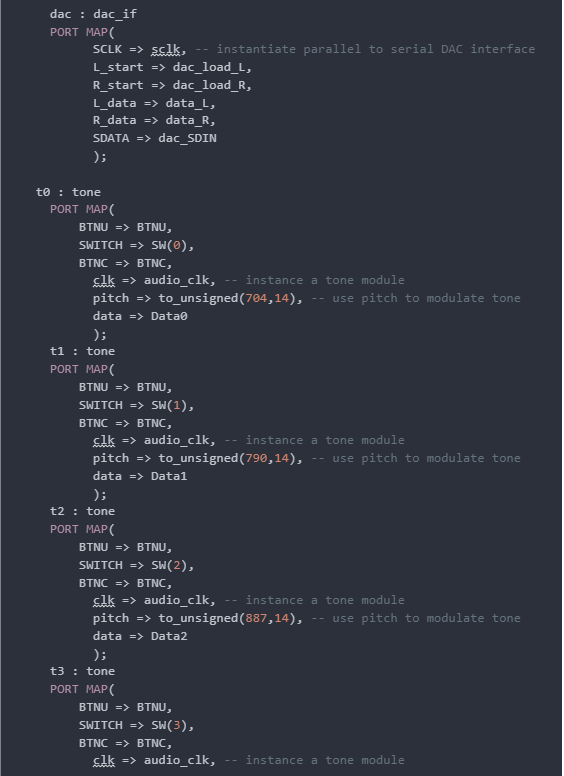 dac : dac_if
PORT MAP(
SCLK => sclk, -- instantiate parallel to serial DAC interface
L_start => dac_load_L,
R_start => dac_load_R,
L_data => data_L,
R_data => data_R,
SDATA => dac_SDIN
);
t0 : tone
PORT MAP(
BTNU => BTNU,
SWITCH => SW(0),
BTNC => BTNC,
clk => audio_clk, -- instance a tone module
pitch => to_unsigned(704,14), -- use pitch to modulate tone
data => Data0
);
t1 : tone
PORT MAP(
BTNU => BTNU,
SWITCH => SW(1),
BTNC => BTNC,
clk => audio_clk, -- instance a tone module
pitch => to_unsigned(790,14), -- use pitch to modulate tone
data => Data1
);
t2 : tone
PORT MAP(
BTNU => BTNU,
SWITCH => SW(2),
BTNC => BTNC,
clk => audio_clk, -- instance a tone module
pitch => to_unsigned(887,14), -- use pitch to modulate tone
data => Data2
);
t3 : tone
PORT MAP(
BTNU => BTNU,
SWITCH => SW(3),
BTNC => BTNC,
clk => audio_clk, -- instance a tone module